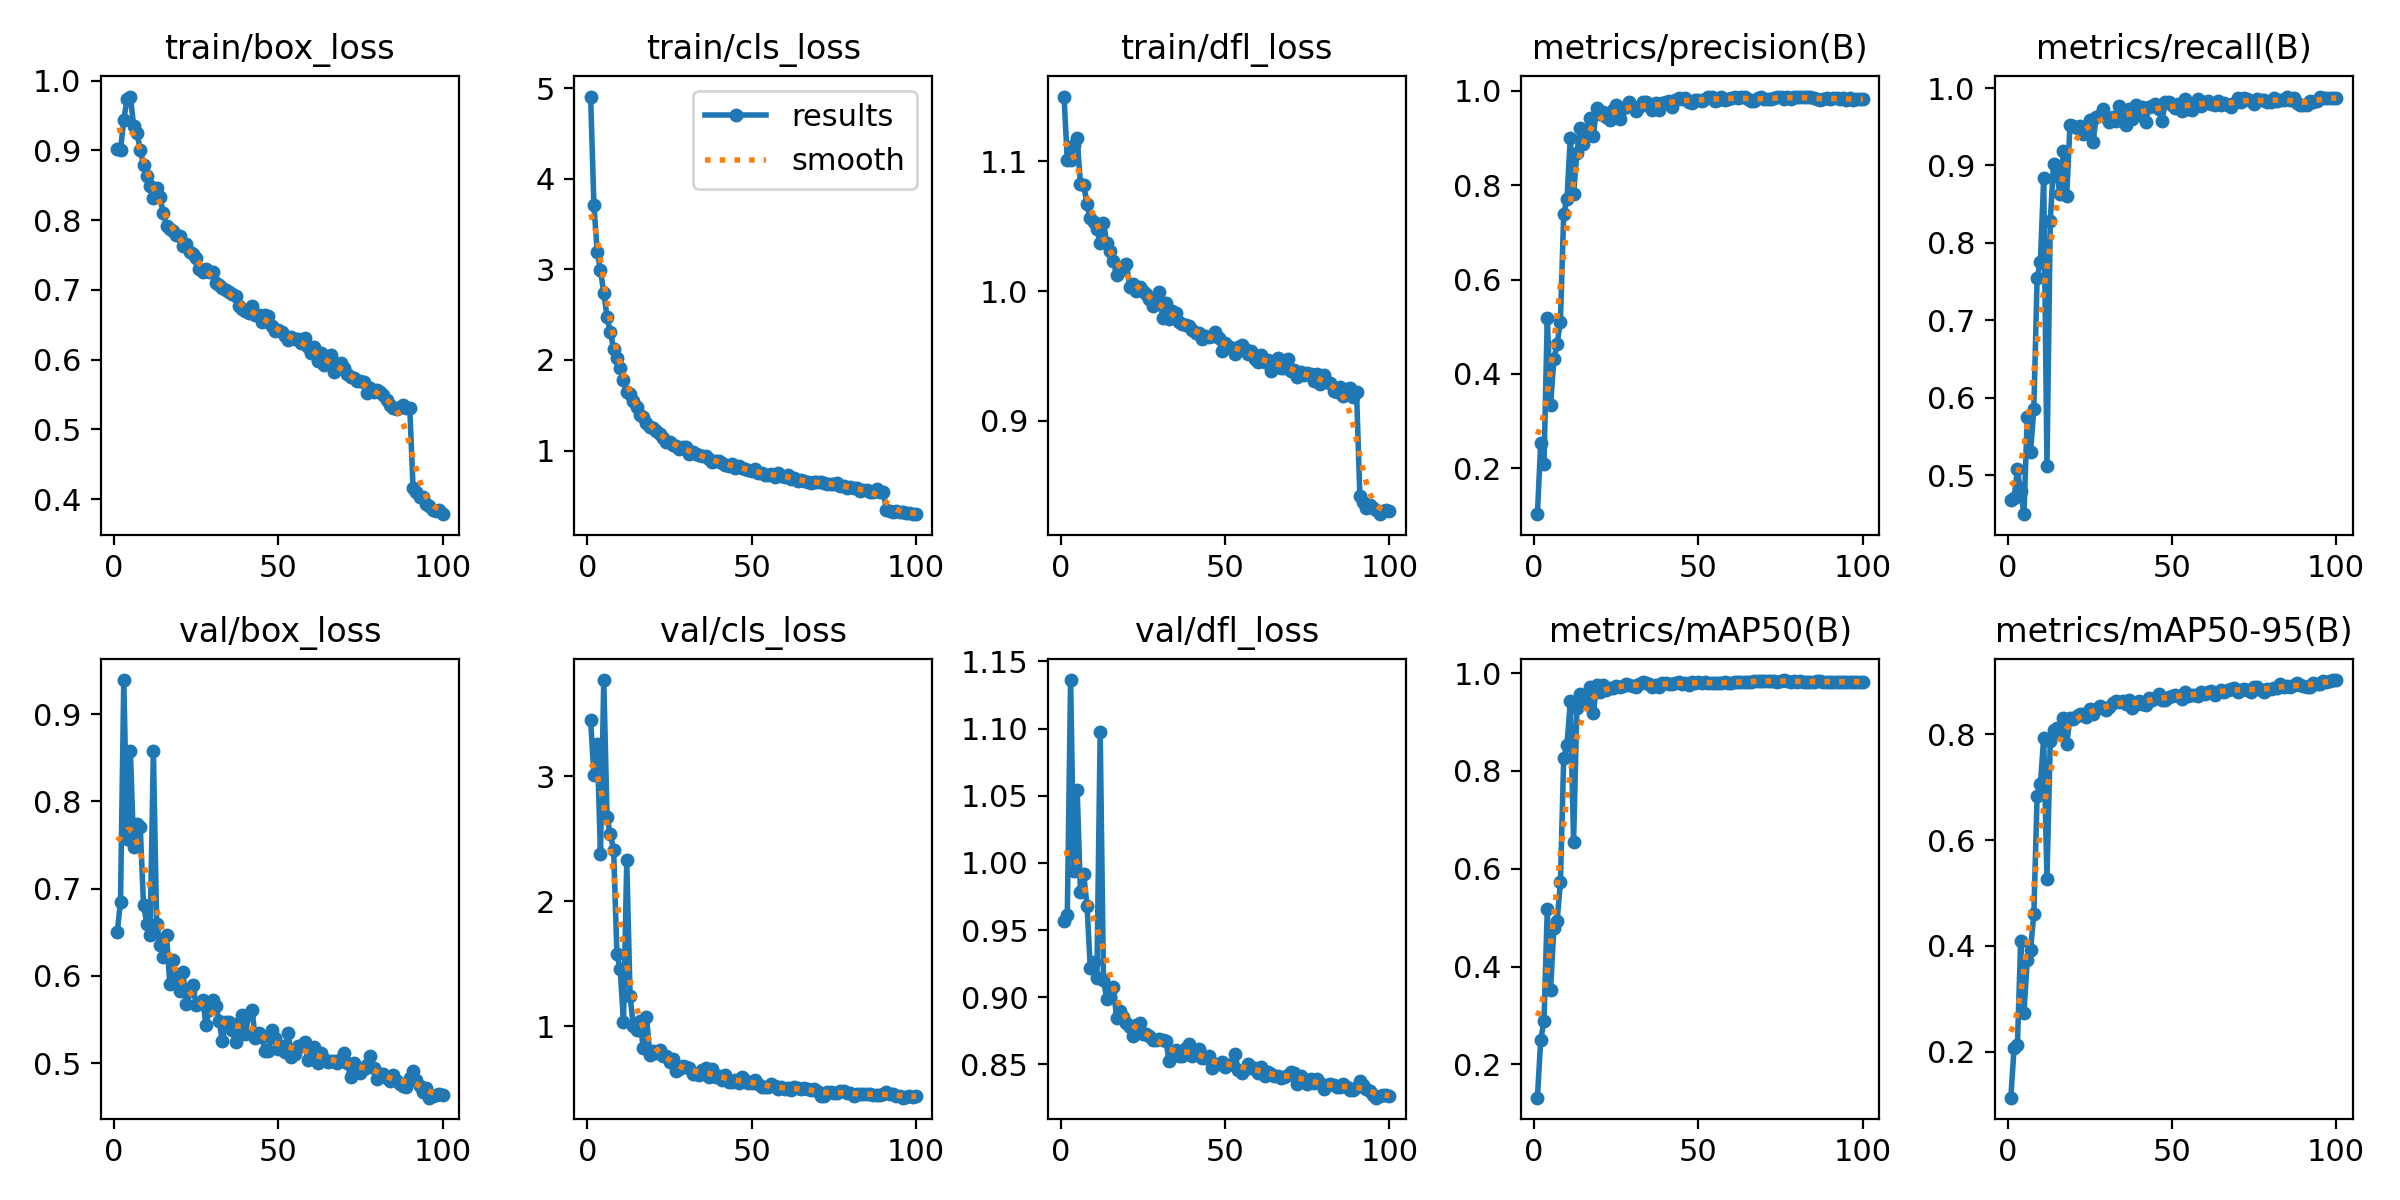 train/box_loss
1.0
0.9
0.8
0.7
0.6
0.5
0.4
0 50 100
train/cls_loss
results
smooth
5
4
3
2
1
0 50 100
train/dfl_loss
1.1
1.0
0.9
0 50 100
metrics/precision(B)
1.0
0.8
0.6
0.4
0.2
0 50 100
metrics/recall(B)
1.0
0.9
0.8
0.7
0.6
0.5
0 50 100
val/box_loss
0.9
0.8
0.7
0.6
0.5
0 50 100
val/cls_loss
3
2
1
0 50 100
val/dfl_loss
1.15
1.10
1.05
1.00
0.95
0.90
0.85
0 50 100
metrics/mAP50(B)
1.0
0.8
0.6
0.4
0.2
0 50 100
metrics/mAP50-95(B)
0.8
0.6
0.4
0.2
0 50 100